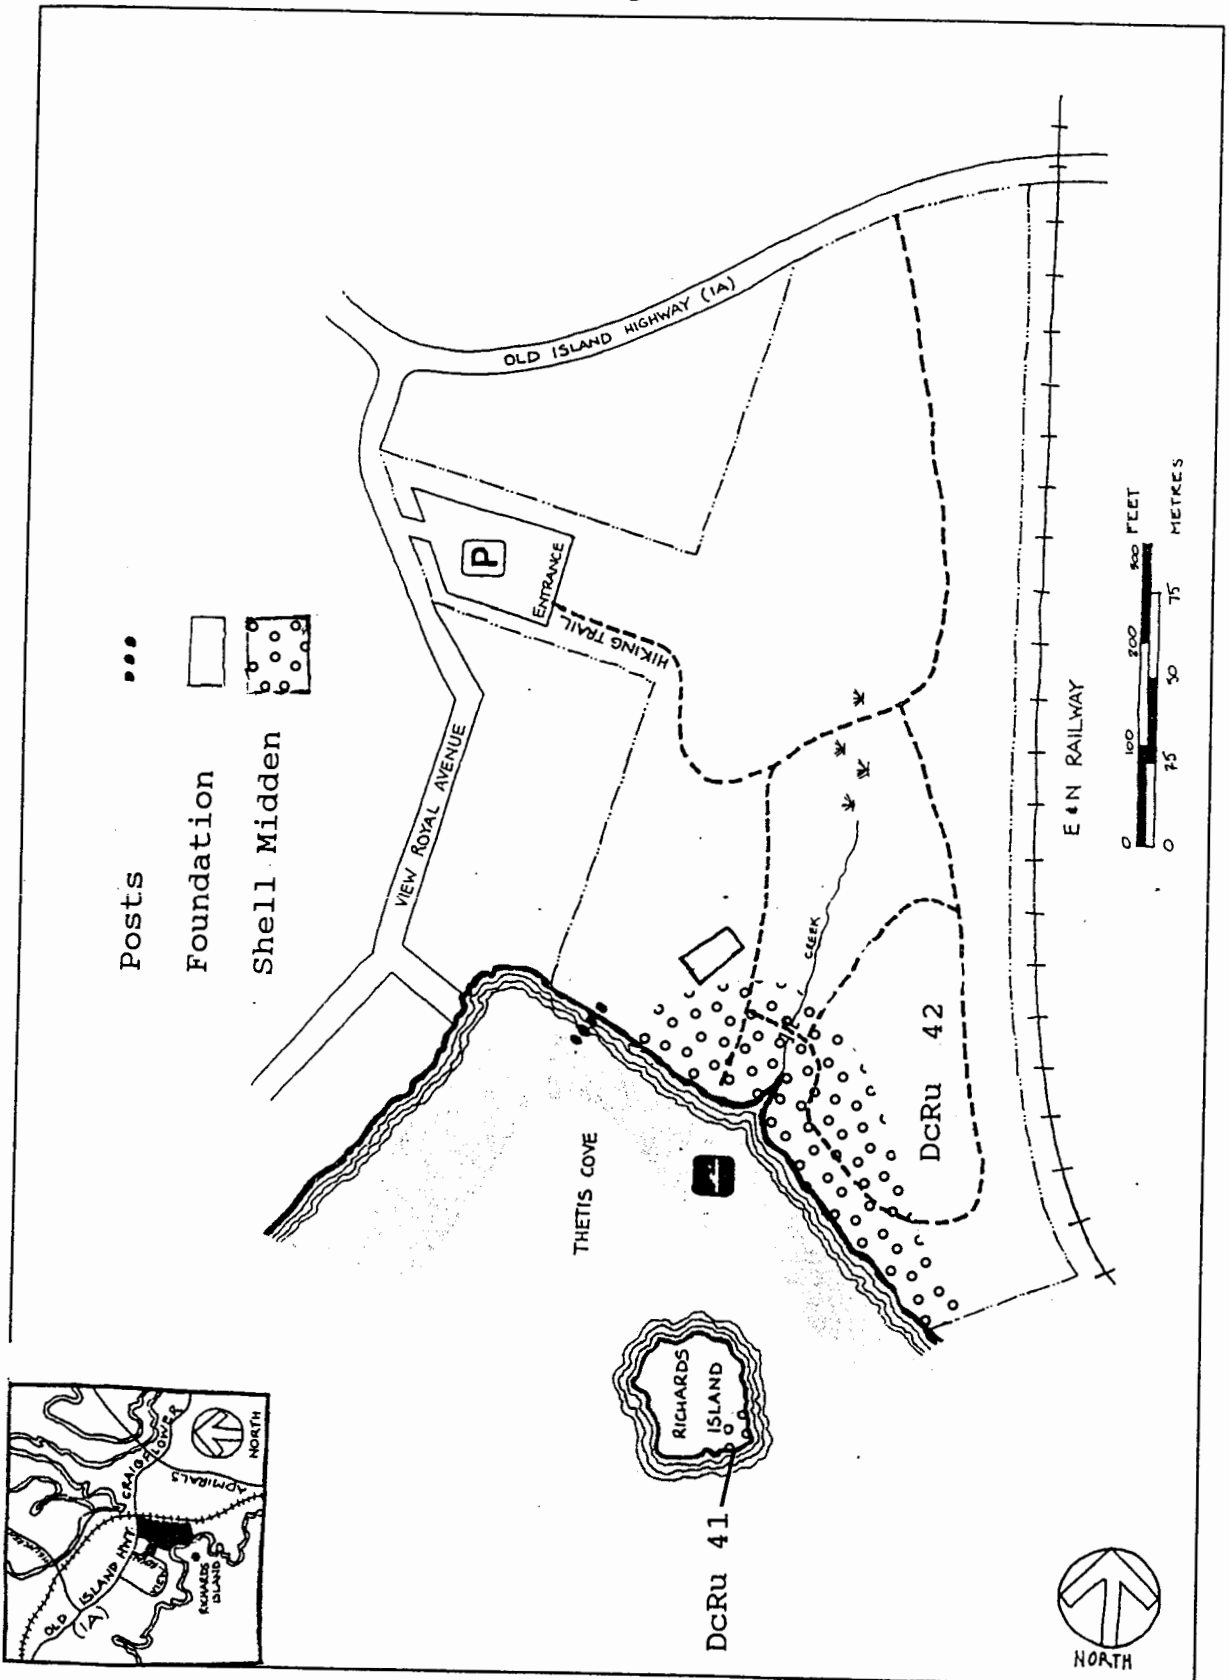 Posts
Foundation
Shell Midden
VIEW ROYAL AVENUE
OLD ISLAND HIGHWAY (1A)
P
ENTRANCE
HIKING TRAIL
CREEK
THETIS COVE
RICHARDS
ISLAND
DcRu 41
DcRu 42
E & N RAILWAY
0 100 200 300 FEET
0 25 50 75 METRES
NORTH
OLD ISLAND HWY.
(1A)
CRAIGFLOWER
ADMIRALS
VIEW
ROYAL
RICHARDS
ISLAND
NORTH